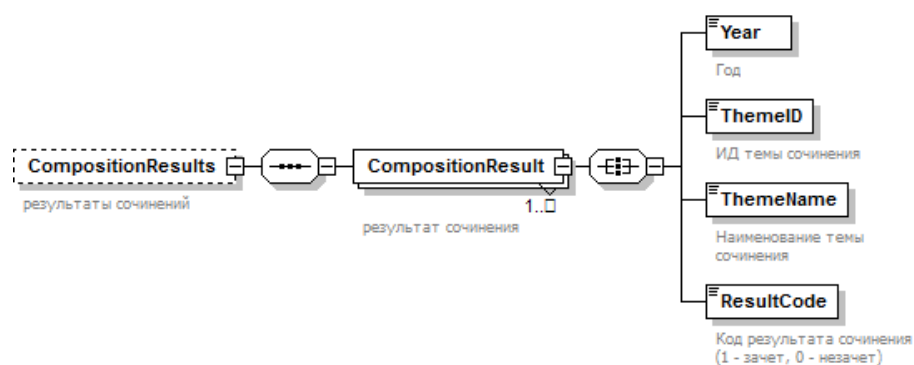 Year
Год
ThemeID
ИД темы сочинения
CompositionResults
CompositionResult
результаты сочинений
1..□
результат сочинения
ThemeName
Наименование темы
сочинения
ResultCode
Код результата сочинения
(1 - зачет, 0 - незачет)